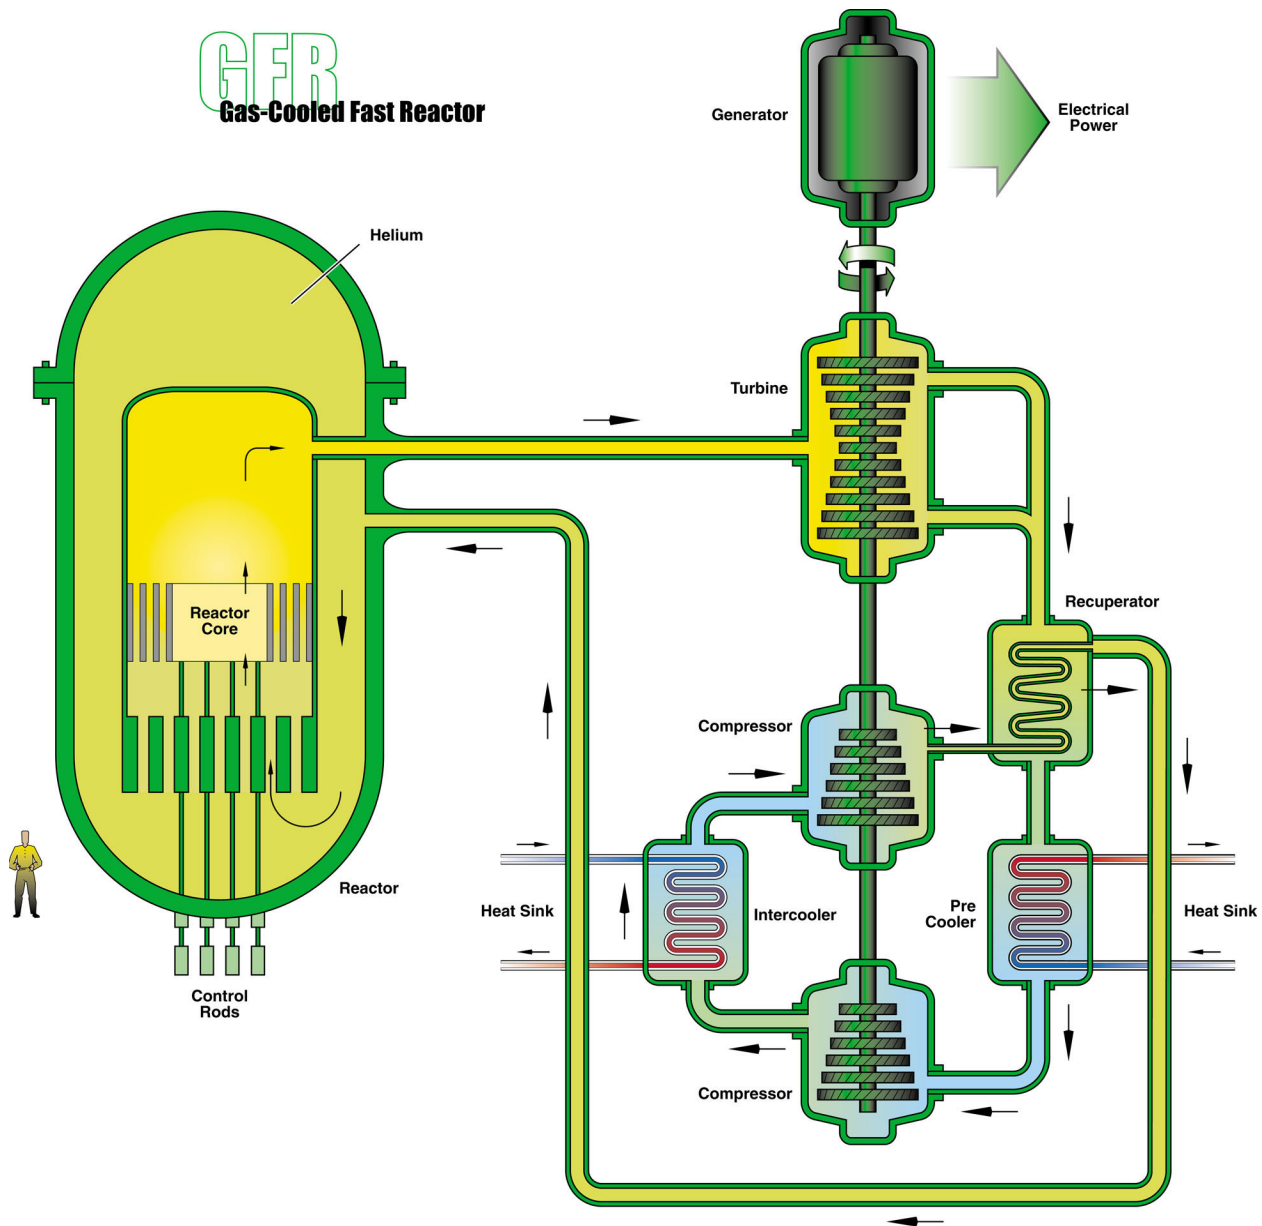 GFR
Gas-Cooled Fast Reactor
Generator
Electrical
Power
Helium
Turbine
Reactor
Core
Recuperator
Compressor
Reactor
Heat Sink
Intercooler
Pre
Cooler
Heat Sink
Control
Rods
Compressor